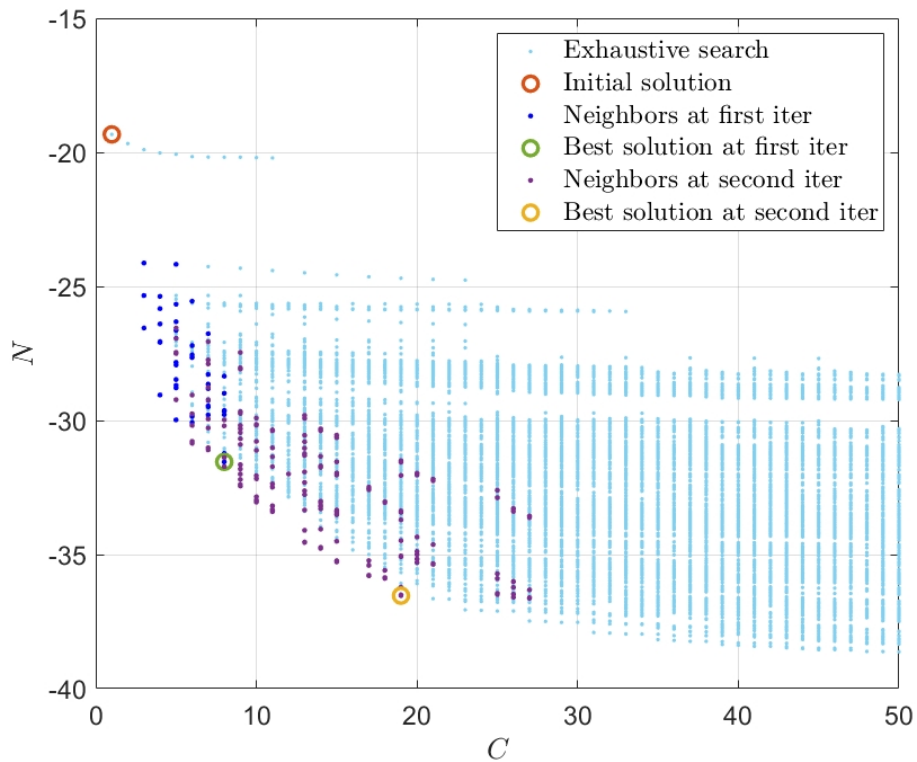 -15
-20
-25
-30
-35
-40
N
0
10
20
30
40
50
C
Exhaustive search
Initial solution
Neighbors at first iter
Best solution at first iter
Neighbors at second iter
Best solution at second iter